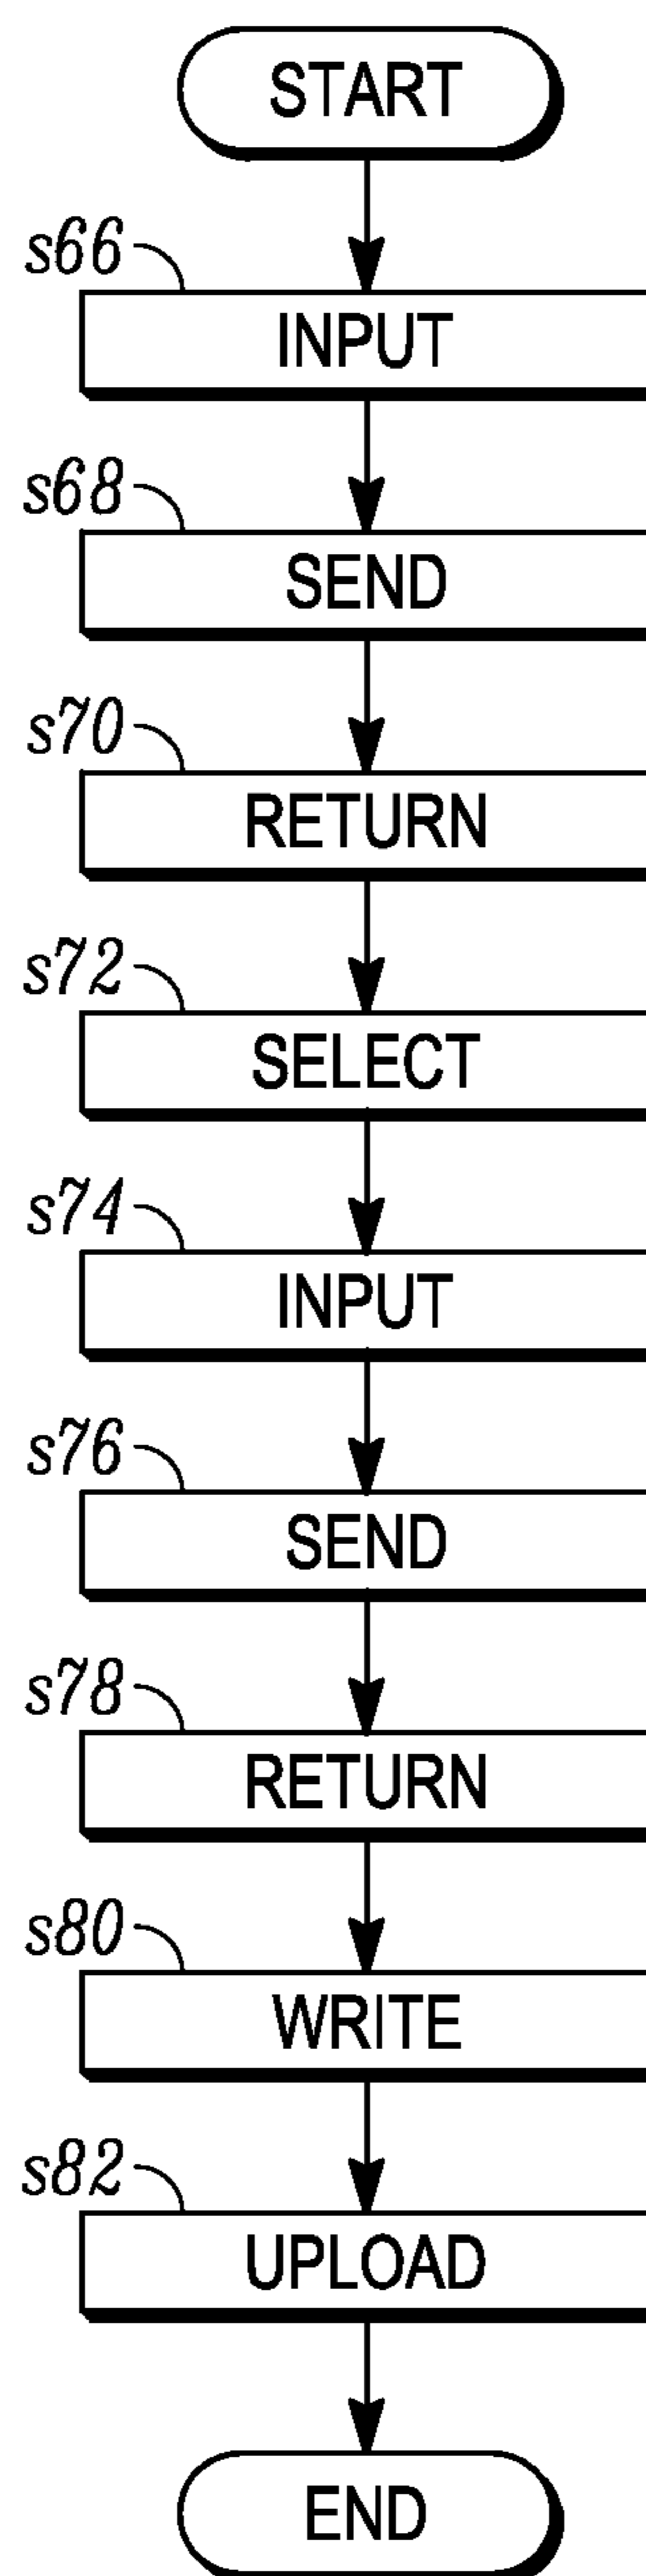 START
s66
INPUT
s68
SEND
s70
RETURN
s72
SELECT
s74
INPUT
s76
SEND
s78
RETURN
s80
WRITE
s82
UPLOAD
END